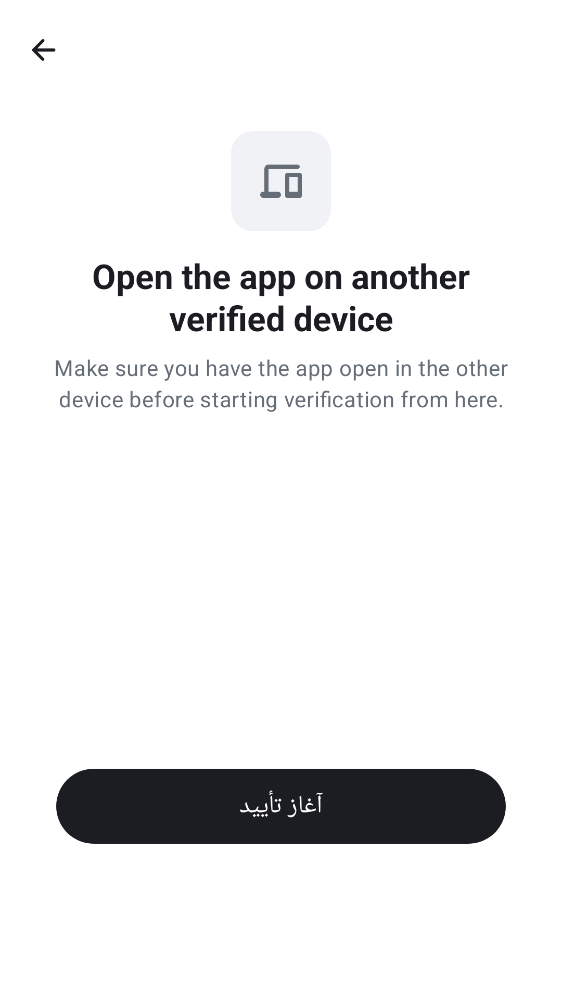 Open the app on another
verified device
Make sure you have the app open in the other
device before starting verification from here.
آغاز تأیید